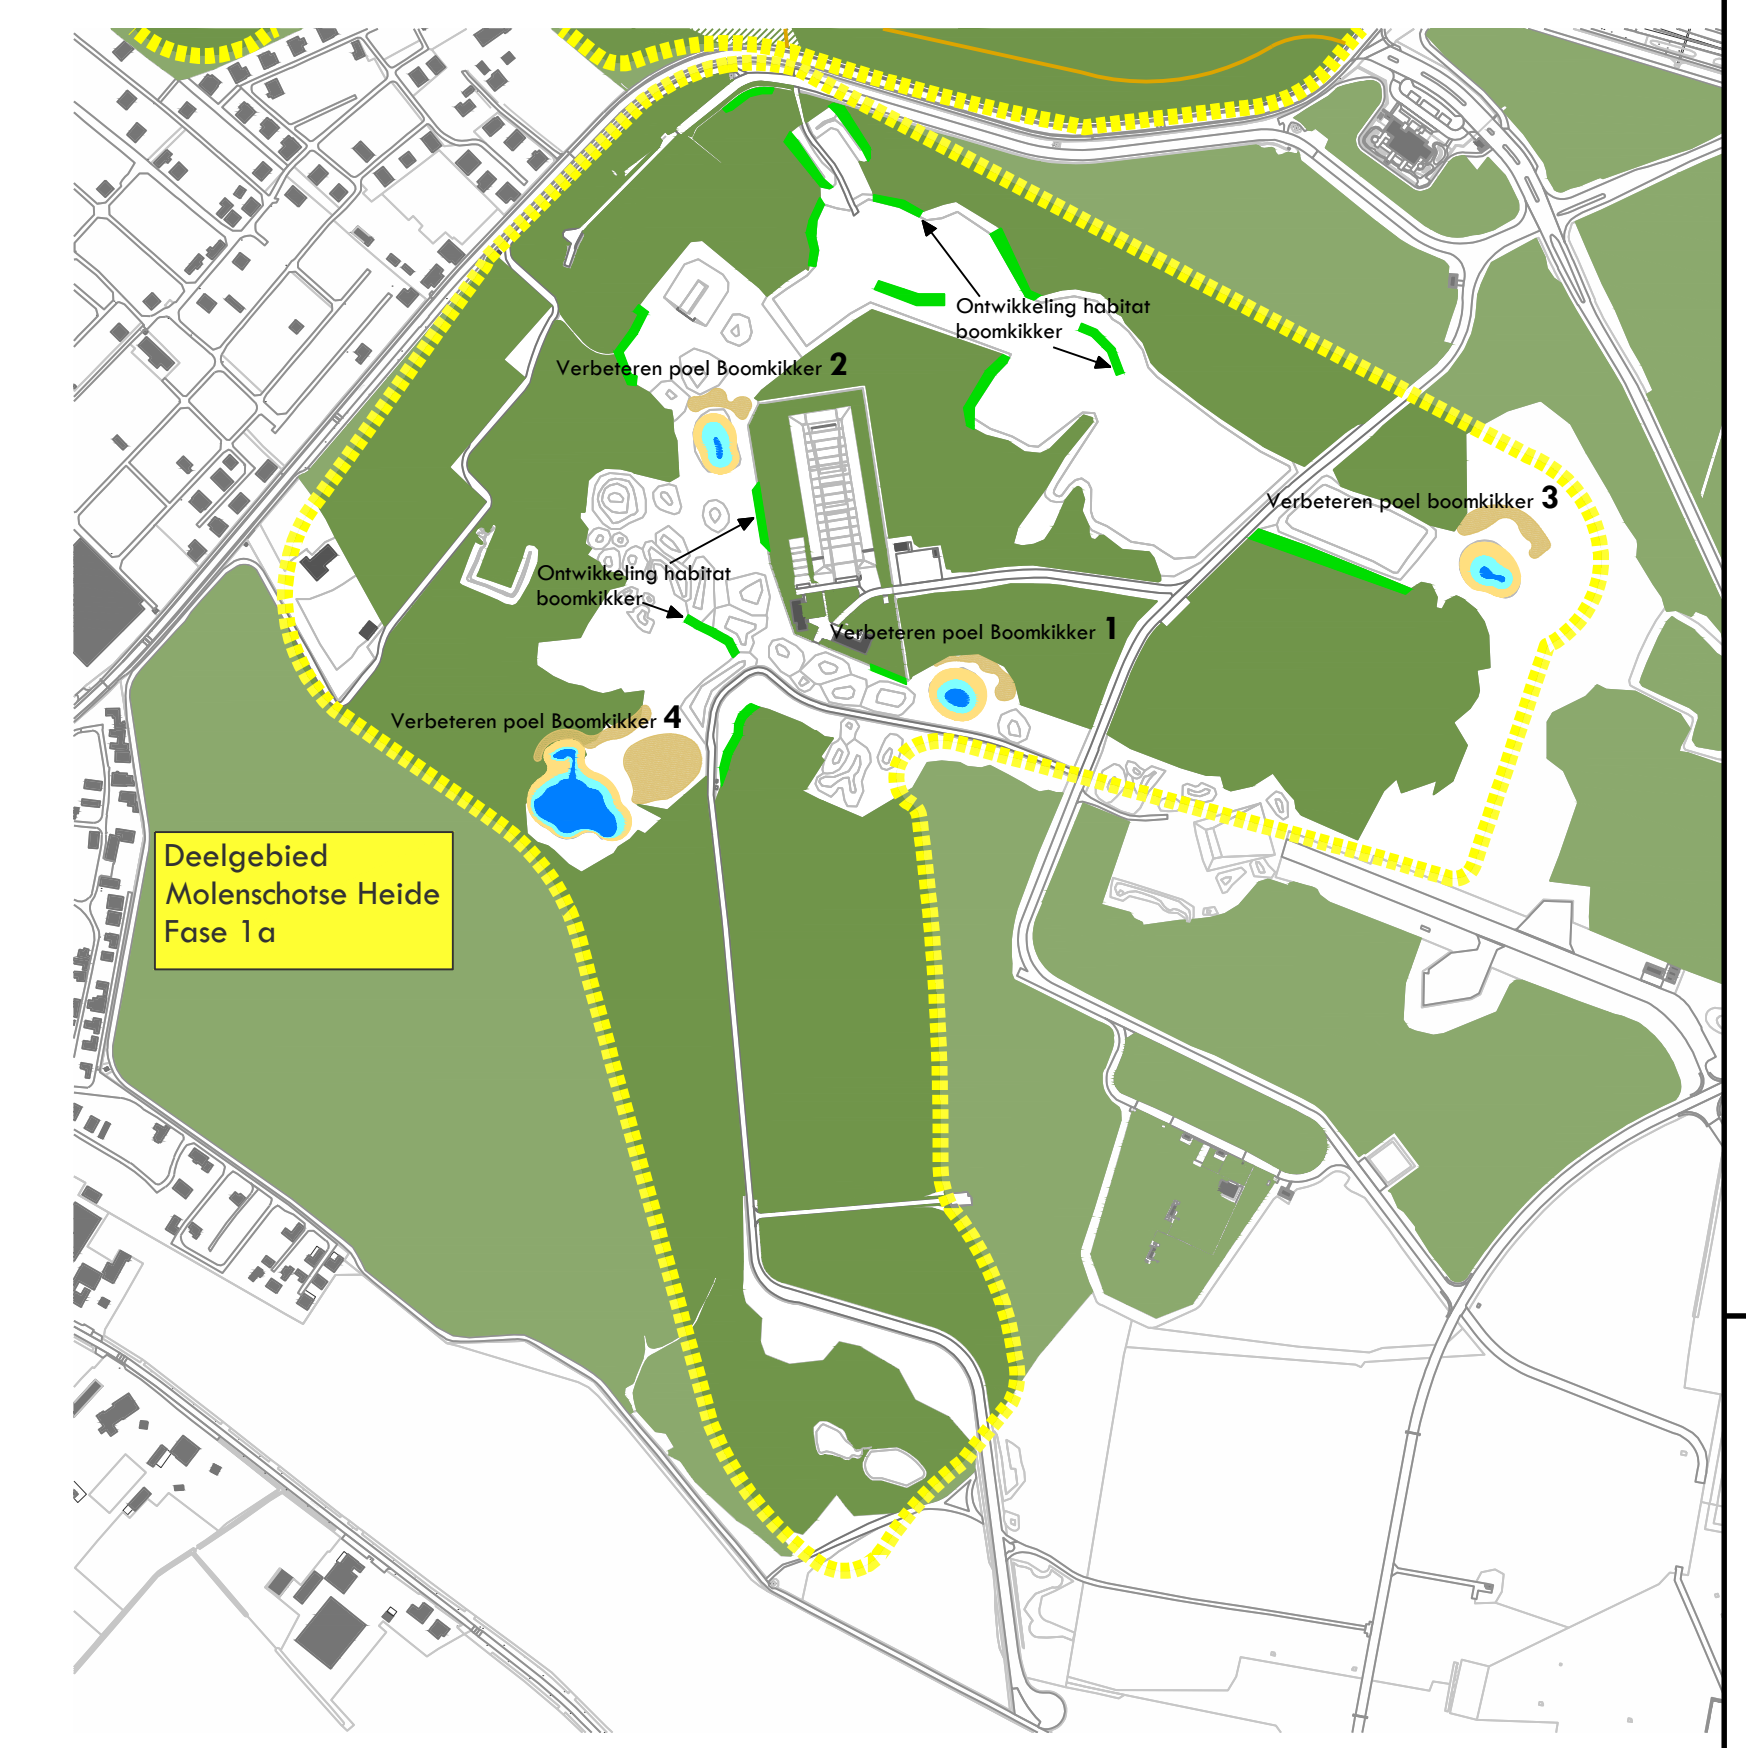 Ontwikkeling habitat
boomkikker
Verbeteren poel Boomkikker 2
Verbeteren poel boomkikker 3
Ontwikkeling habitat
boomkikker
Verbeteren poel Boomkikker 1
Verbeteren poel Boomkikker 4
Deelgebied
Molenschotse Heide
Fase 1a